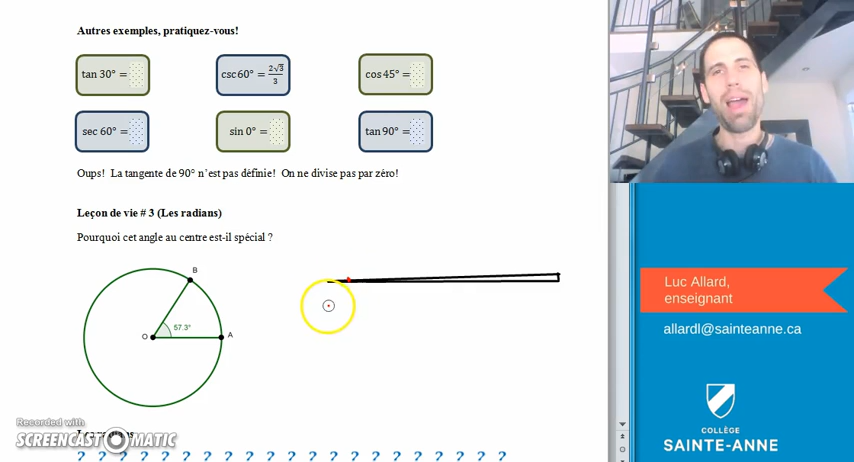 Autres exemples, pratiquez-vous!
tan 30° =
csc 60° = 2√3/3
cos 45° =
sec 60° =
sin 0° =
tan 90° =
Oups! La tangente de 90° n'est pas définie! On ne divise pas par zéro!
Leçon de vie # 3 (Les radians)
Pourquoi cet angle au centre est-il spécial ?
B
57.3°
O
A
Recorded with
SCREENCAST-O-MATIC
? ? ? ? ? ? ? ? ? ? ? ? ? ? ? ? ? ? ? ? ?
Luc Allard,
enseignant
allardl@sainteanne.ca
COLLÈGE
SAINTE-ANNE